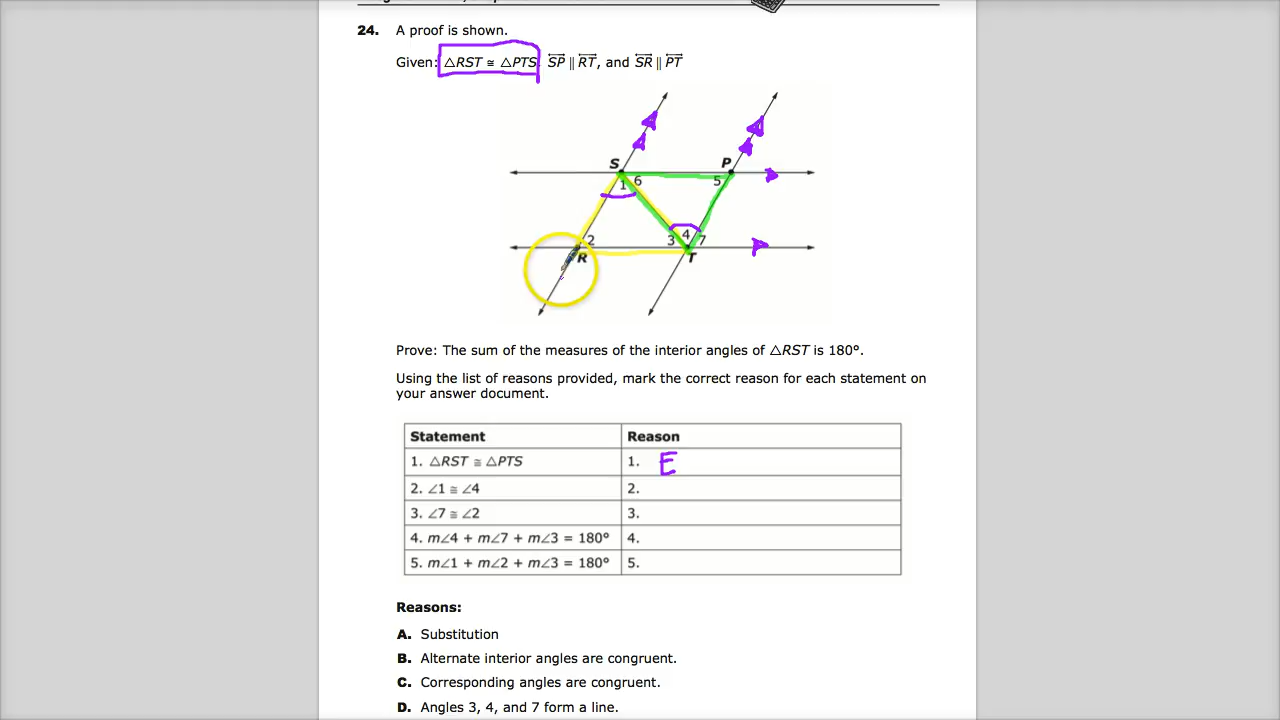 24. A proof is shown.
Given: △RST ≅ △PTS, SP ∥ RT, and SR ∥ PT
S P
1 6 5
2 3 4 7
R T
Prove: The sum of the measures of the interior angles of △RST is 180°.
Using the list of reasons provided, mark the correct reason for each statement on
your answer document.
Statement Reason
1. △RST ≅ △PTS 1. E
2. ∠1 ≅ ∠4 2.
3. ∠7 ≅ ∠2 3.
4. m∠4 + m∠7 + m∠3 = 180° 4.
5. m∠1 + m∠2 + m∠3 = 180° 5.
Reasons:
A. Substitution
B. Alternate interior angles are congruent.
C. Corresponding angles are congruent.
D. Angles 3, 4, and 7 form a line.